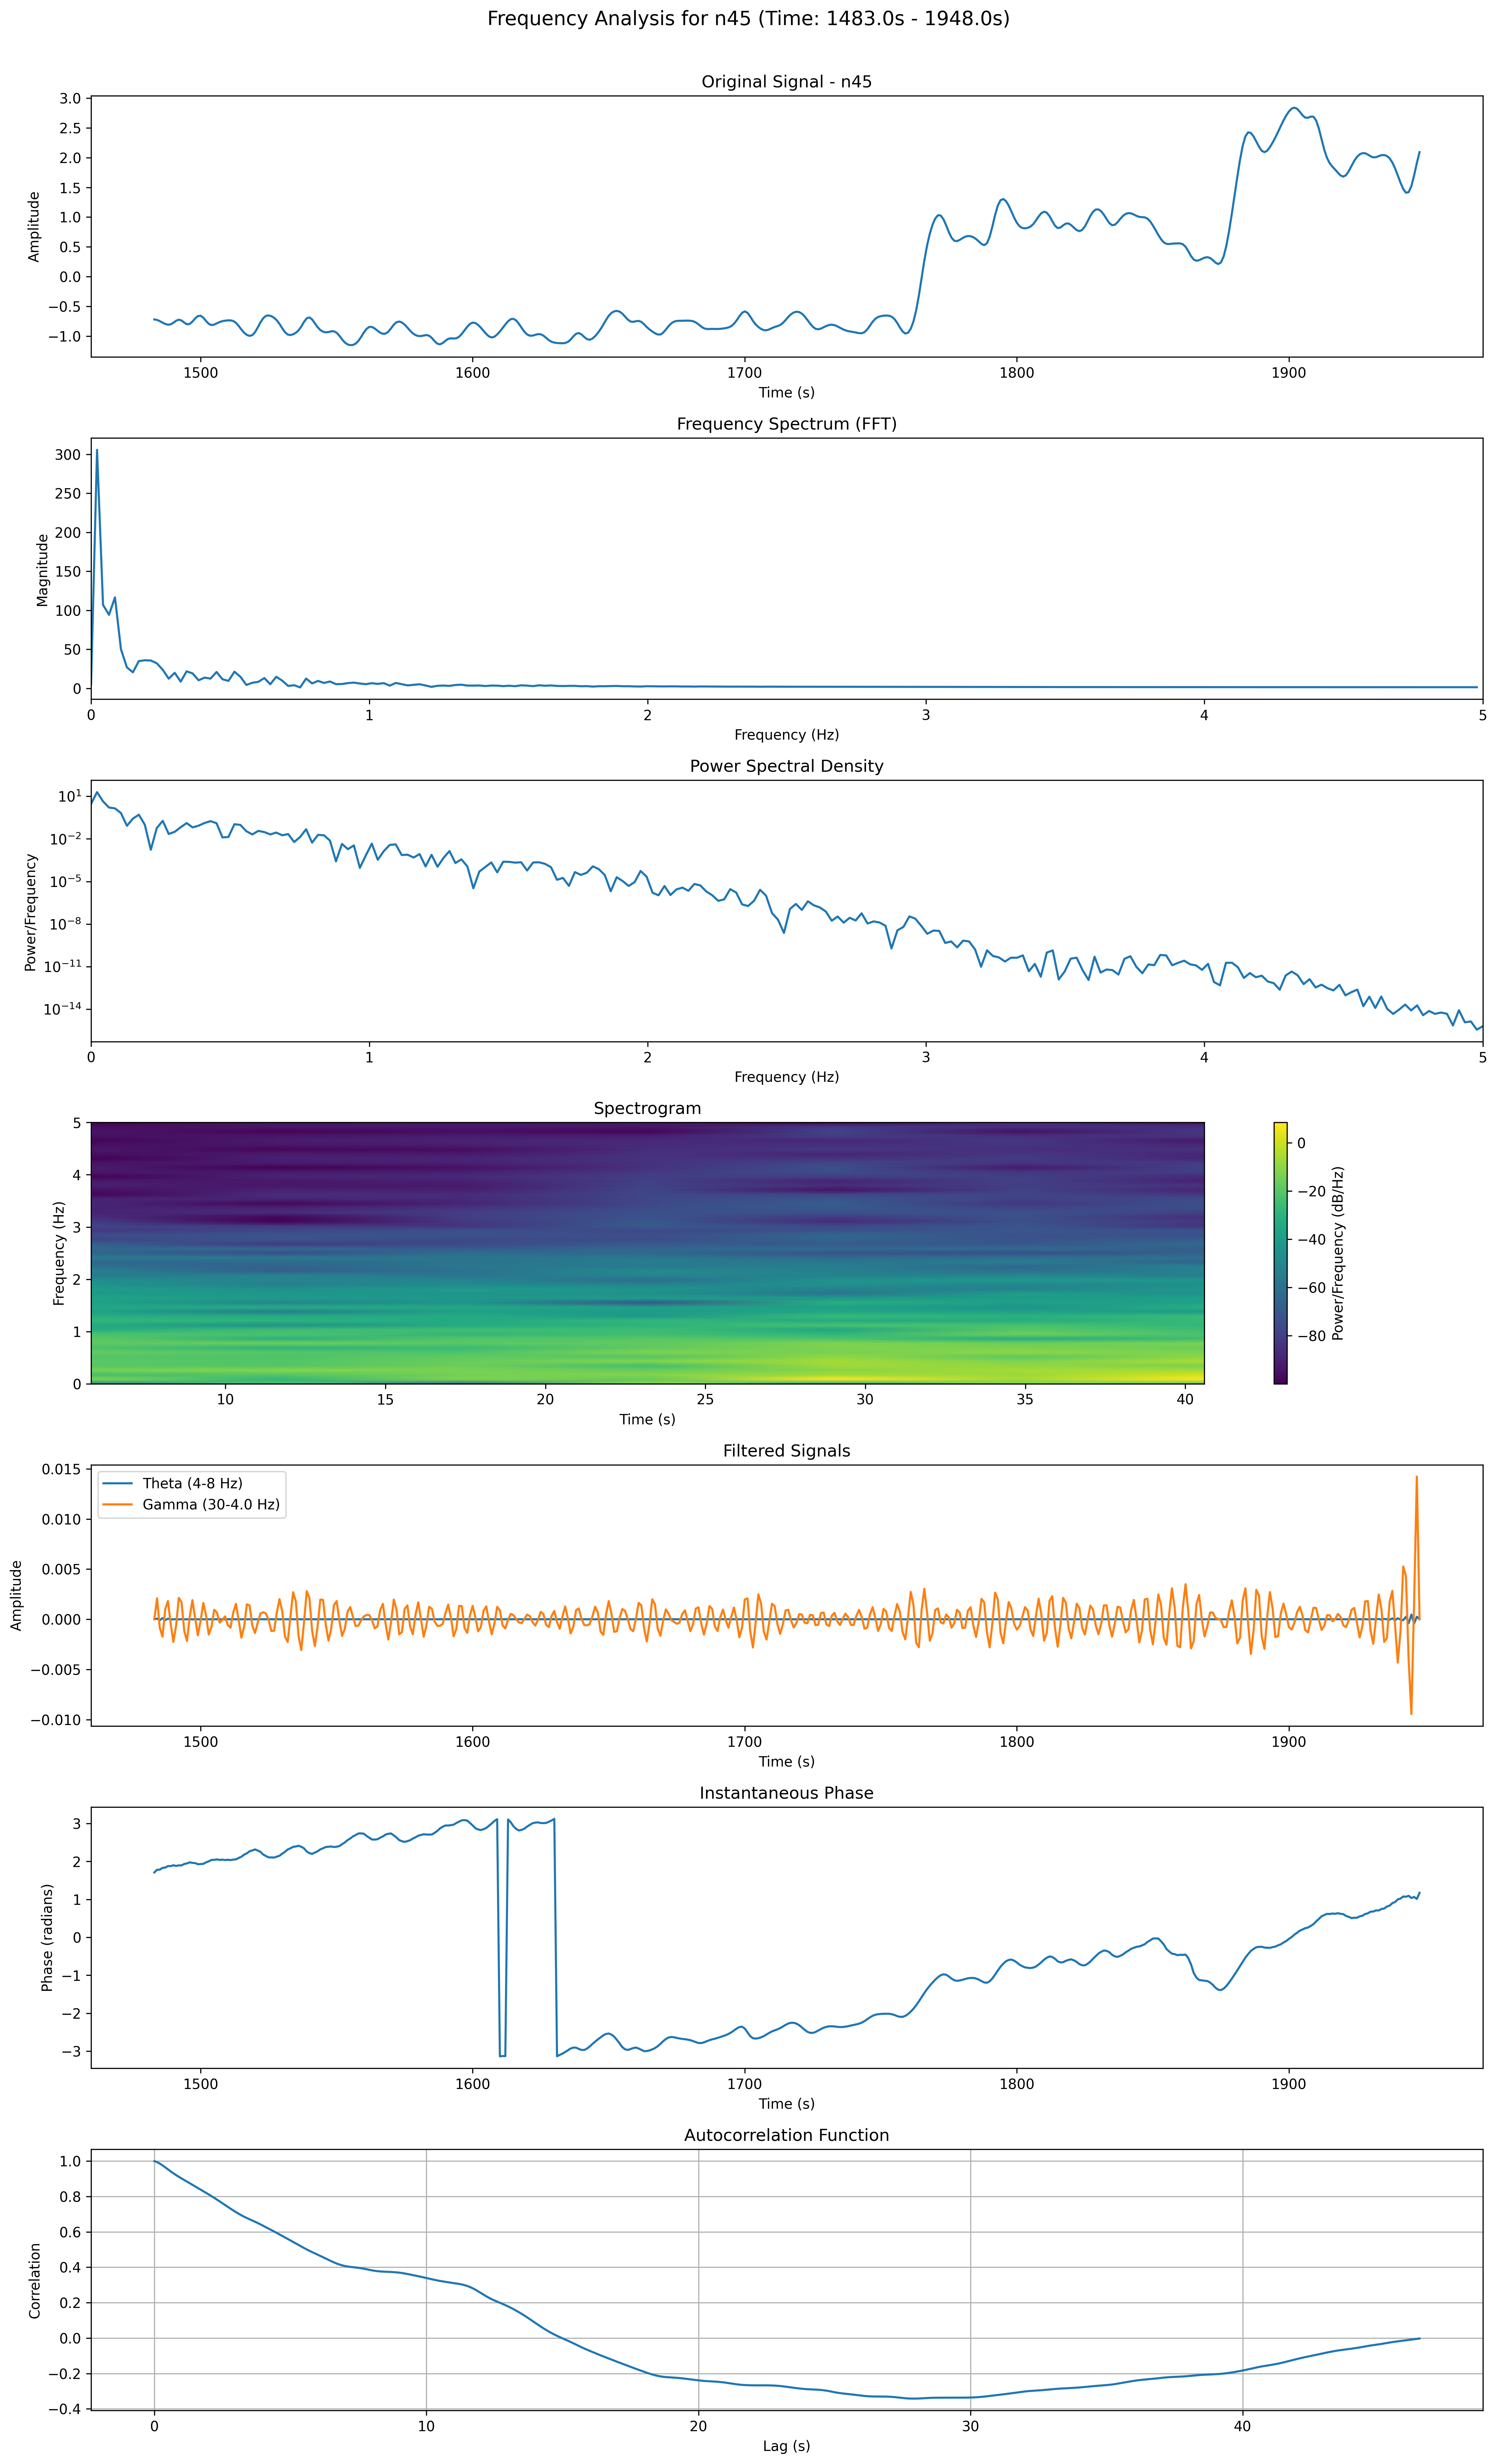 Frequency Analysis for n45 (Time: 1483.0s - 1948.0s)
Original Signal - n45
3.0
2.5
2.0
1.5
1.0
0.5
0.0
−0.5
−1.0
Amplitude
1500 1600 1700 1800 1900
Time (s)
Frequency Spectrum (FFT)
300
250
200
150
100
50
0
Magnitude
0 1 2 3 4 5
Frequency (Hz)
Power Spectral Density
10¹
10⁻²
10⁻⁵
10⁻⁸
10⁻¹¹
10⁻¹⁴
Power/Frequency
0 1 2 3 4 5
Frequency (Hz)
Spectrogram
5
4
3
2
1
0
Frequency (Hz)
10 15 20 25 30 35 40
Time (s)
0
−20
−40
−60
−80
Power/Frequency (dB/Hz)
Filtered Signals
Theta (4-8 Hz)
Gamma (30-4.0 Hz)
0.015
0.010
0.005
0.000
−0.005
−0.010
Amplitude
1500 1600 1700 1800 1900
Time (s)
Instantaneous Phase
3
2
1
0
−1
−2
−3
Phase (radians)
1500 1600 1700 1800 1900
Time (s)
Autocorrelation Function
1.0
0.8
0.6
0.4
0.2
0.0
−0.2
−0.4
Correlation
0 10 20 30 40
Lag (s)